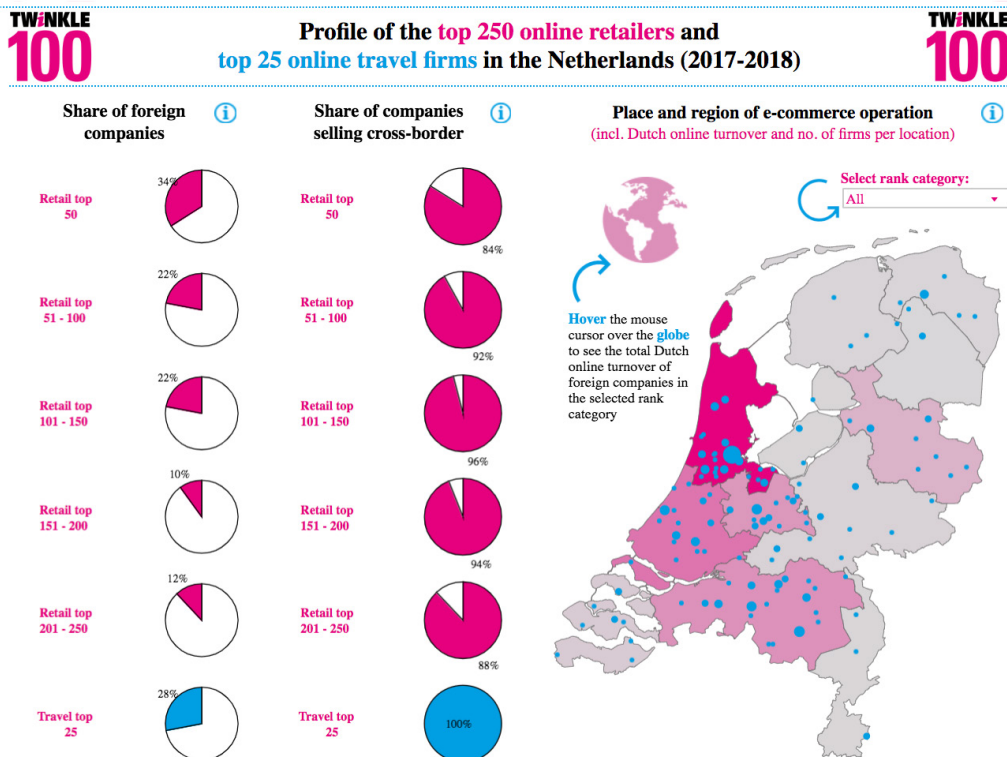 TWiNKLE
100
Profile of the top 250 online retailers and
top 25 online travel firms in the Netherlands (2017-2018)
TWiNKLE
100
Share of foreign
companies
i
Share of companies
selling cross-border
i
Place and region of e-commerce operation
(incl. Dutch online turnover and no. of firms per location)
i
Select rank category:
All
Retail top
50
34%
Retail top
50
84%
Retail top
51 - 100
22%
Retail top
51 - 100
92%
Retail top
101 - 150
22%
Retail top
101 - 150
96%
Retail top
151 - 200
10%
Retail top
151 - 200
94%
Retail top
201 - 250
12%
Retail top
201 - 250
88%
Travel top
25
28%
Travel top
25
100%
Hover the mouse
cursor over the globe
to see the total Dutch
online turnover of
foreign companies in
the selected rank
category